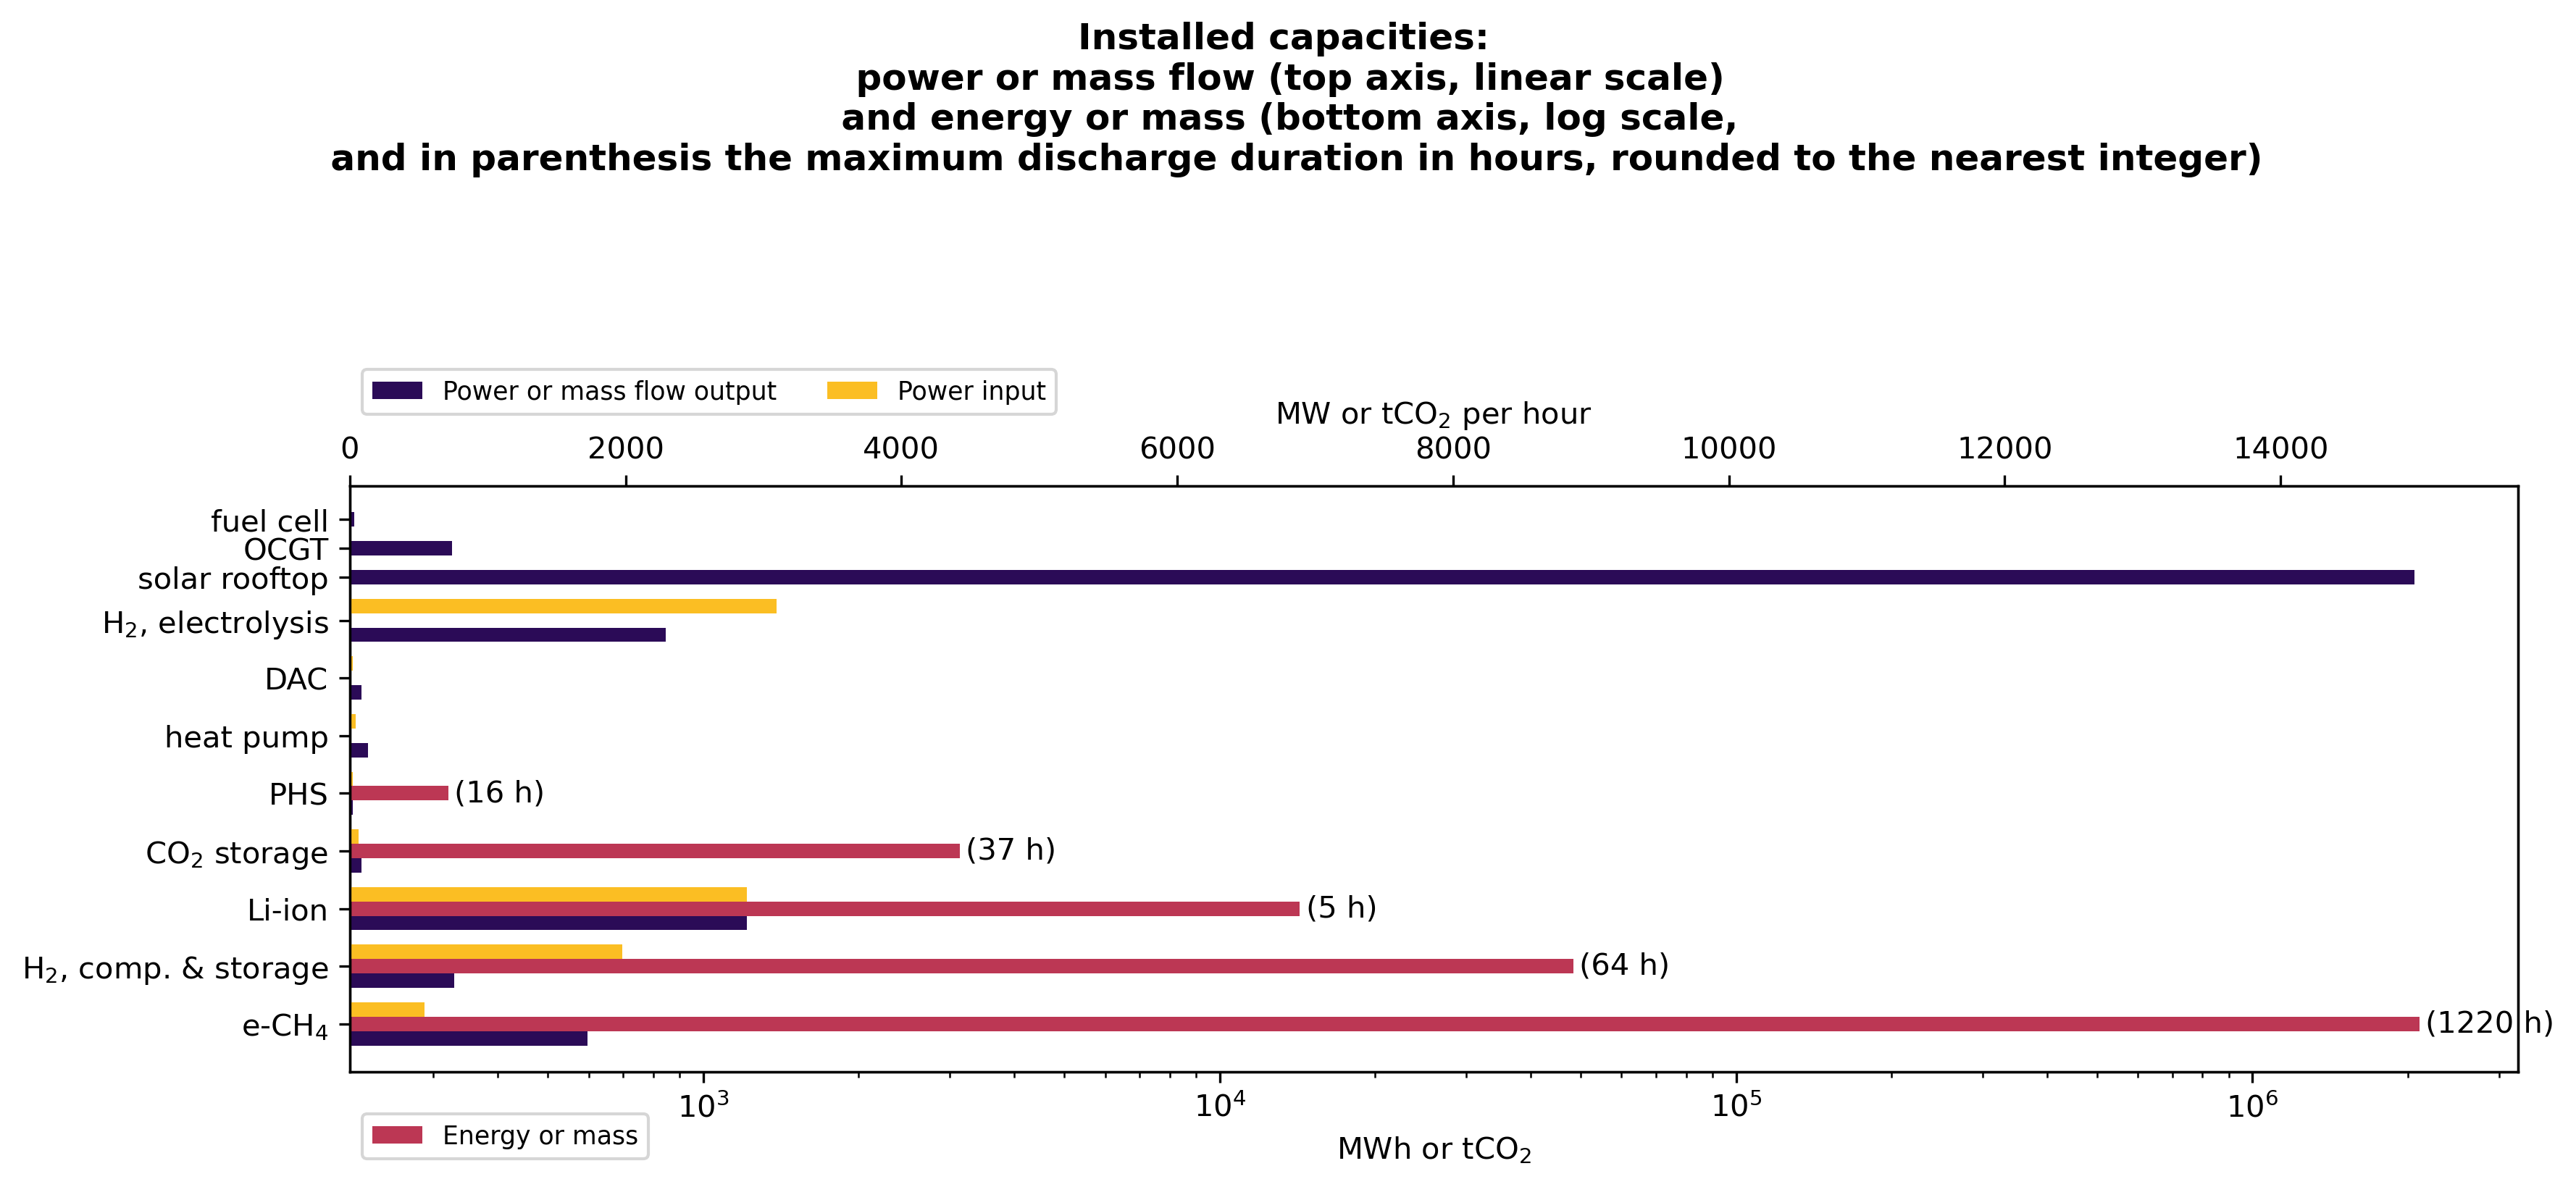 Installed capacities:
power or mass flow (top axis, linear scale)
and energy or mass (bottom axis, log scale,
and in parenthesis the maximum discharge duration in hours, rounded to the nearest integer)
Power or mass flow output Power input
MW or tCO₂ per hour
0 2000 4000 6000 8000 10000 12000 14000
fuel cell
OCGT
solar rooftop
H₂, electrolysis
DAC
heat pump
PHS (16 h)
CO₂ storage (37 h)
Li-ion (5 h)
H₂, comp. & storage (64 h)
e-CH₄ (1220 h)
10³ 10⁴ 10⁵ 10⁶
Energy or mass
MWh or tCO₂